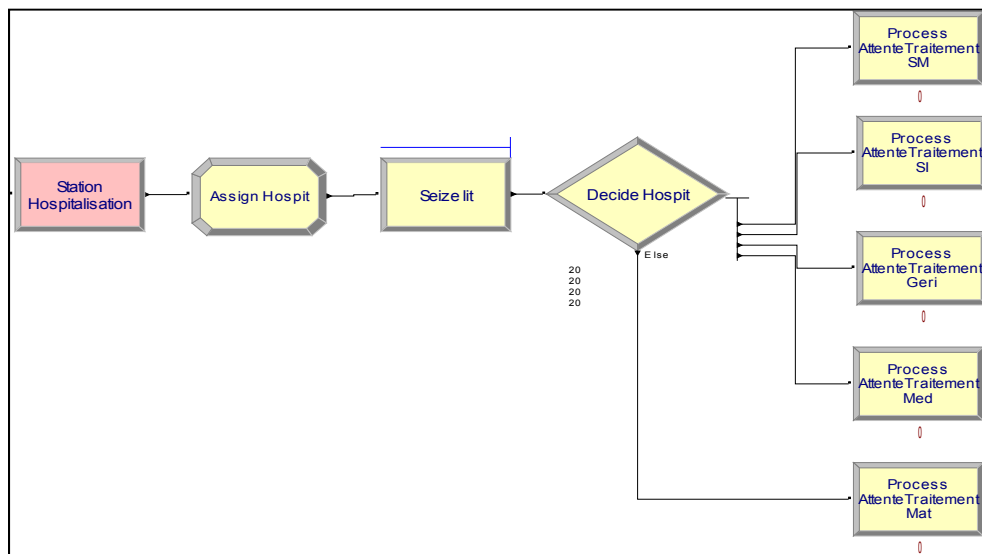 Station
Hospitalisation
Assign Hospit
Seize lit
Decide Hospit
Else
20
20
20
20
Process
AttenteTraitement
SM
0
Process
AttenteTraitement
SI
0
Process
AttenteTraitement
Geri
0
Process
AttenteTraitement
Med
0
Process
AttenteTraitement
Mat
0